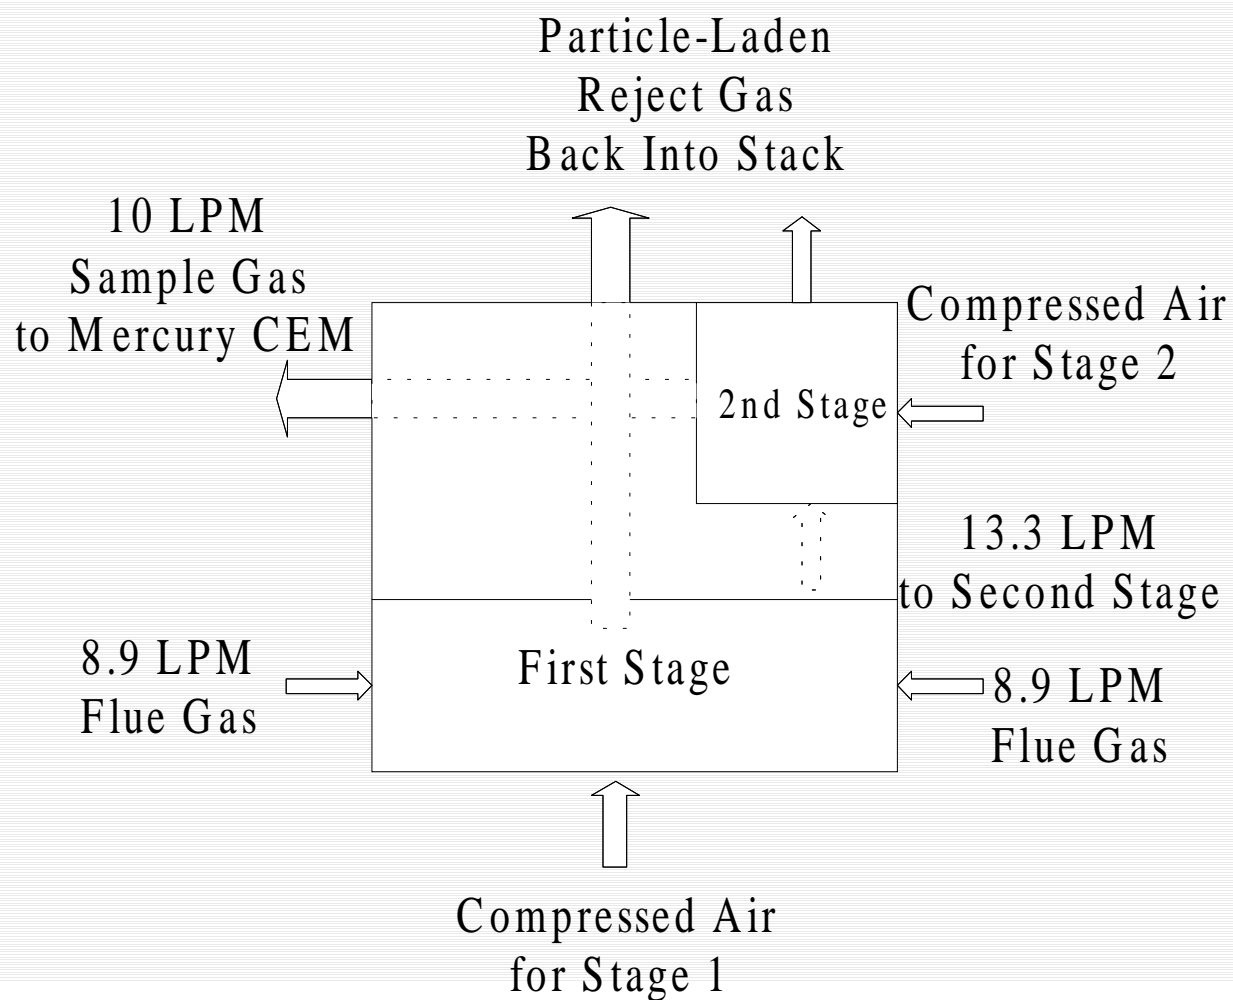 Particle-Laden
Reject Gas
Back Into Stack
10 LPM
Sample Gas
to Mercury CEM
Compressed Air
for Stage 2
2nd Stage
13.3 LPM
to Second Stage
8.9 LPM
Flue Gas
First Stage
8.9 LPM
Flue Gas
Compressed Air
for Stage 1